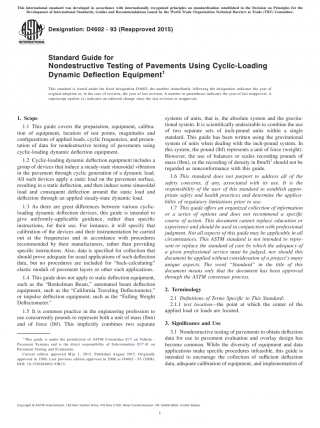 This international standard was developed in accordance with internationally recognized principles on standardization established in the Decision on Principles for the
Development of International Standards, Guides and Recommendations issued by the World Trade Organization Technical Barriers to Trade (TBT) Committee.
Designation: D4602 − 93 (Reapproved 2015)
Standard Guide for
Nondestructive Testing of Pavements Using Cyclic-Loading
Dynamic Deflection Equipment1
This standard is issued under the fixed designation D4602; the number immediately following the designation indicates the year of
original adoption or, in the case of revision, the year of last revision. A number in parentheses indicates the year of last reapproval. A
superscript epsilon (ε) indicates an editorial change since the last revision or reapproval.
1. Scope
1.1 This guide covers the preparation, equipment, calibra-
tion of equipment, location of test points, magnitudes and
configurations of applied loads, cyclic frequencies, and presen-
tation of data for nondestructive testing of pavements using
cyclic-loading dynamic deflection equipment.
1.2 Cyclic-loading dynamic deflection equipment includes a
group of devices that induce a steady-state sinusoidal vibration
in the pavement through cyclic generation of a dynamic load.
All such devices apply a static load on the pavement surface,
resulting in a static deflection, and then induce some sinusoidal
load and consequent deflection around the static load and
deflection through an applied steady-state dynamic load.
1.3 As there are great differences between various cyclic-
loading dynamic deflection devices, this guide is intended to
give uniformly-applicable guidance, rather than specific
instructions, for their use. For instance, it will specify that
calibration of the devices and their instrumentation be carried
out at the frequencies and in accordance with procedures
recommended by their manufacturers, rather than providing
specific instructions. Also, data is specified for collection that
should prove adequate for usual applications of such deflection
data, but no procedures are included for "back-calculating"
elastic moduli of pavement layers or other such applications.
1.4 This guide does not apply to static deflection equipment,
such as the "Benkelman Beam," automated beam deflection
equipment, such as the "California Traveling Deflectometer,"
or impulse deflection equipment, such as the "Falling Weight
Deflectometer."
1.5 It is common practice in the engineering profession to
use concurrently pounds to represent both a unit of mass (lbm)
and of force (lbf). This implicitly combines two separate
1 This guide is under the jurisdiction of ASTM Committee E17 on Vehicle -
Pavement Systems and is the direct responsibility of Subcommittee E17.41 on
Pavement Testing and Evaluation.
Current edition approved May 1, 2015. Published August 2015. Originally
approved in 1986. Last previous edition approved in 2008 as D4602 – 93 (2008).
DOI: 10.1520/D4602-93R15.
systems of units, that is, the absolute system and the gravita-
tional system. It is scientifically undesirable to combine the use
of two separate sets of inch-pound units within a single
standard. This guide has been written using the gravitational
system of units when dealing with the inch-pound system. In
this system, the pound (lbf) represents a unit of force (weight).
However, the use of balances or scales recording pounds of
mass (lbm), or the recording of density in lbm/ft3 should not be
regarded as nonconformance with this guide.
1.6 This standard does not purport to address all of the
safety concerns, if any, associated with its use. It is the
responsibility of the user of this standard to establish appro-
priate safety and health practices and determine the applica-
bility of regulatory limitations prior to use.
1.7 This guide offers an organized collection of information
or a series of options and does not recommend a specific
course of action. This document cannot replace education or
experience and should be used in conjunction with professional
judgment. Not all aspects of this guide may be applicable in all
circumstances. This ASTM standard is not intended to repre-
sent or replace the standard of care by which the adequacy of
a given professional service must be judged, nor should this
document be applied without consideration of a project's many
unique aspects. The word "Standard" in the title of this
document means only that the document has been approved
through the ASTM consensus process.
2. Terminology
2.1 Definitions of Terms Specific to This Standard:
2.1.1 test location—the point at which the center of the
applied load or loads are located.
3. Significance and Use
3.1 Nondestructive testing of pavements to obtain deflection
data for use in pavement evaluation and overlay design has
become common. While the diversity of equipment and data
applications make specific procedures infeasible, this guide is
intended to encourage the collection of sufficient deflection
data, adequate calibration of equipment, and implementation of
Copyright © ASTM International, 100 Barr Harbor Drive, PO Box C700, West Conshohocken, PA 19428-2959. United States
1